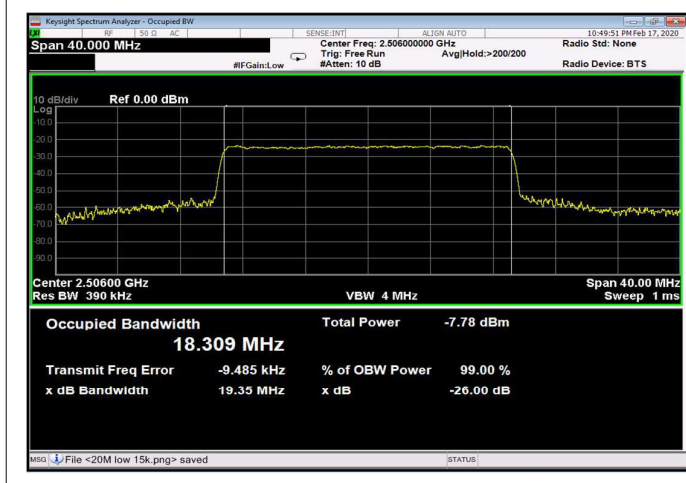 Keysight Spectrum Analyzer - Occupied BW
RF 50 Ω AC SENSE:INT ALIGN AUTO 10:49:51 PM Feb 17, 2020
Span 40.000 MHz Center Freq: 2.506000000 GHz Radio Std: None
Trig: Free Run Avg|Hold:>200/200
#IFGain:Low #Atten: 10 dB Radio Device: BTS
10 dB/div Ref 0.00 dBm
Log
-10.0
-20.0
-30.0
-40.0
-50.0
-60.0
-70.0
-80.0
-90.0
Center 2.50600 GHz Span 40.00 MHz
Res BW 390 kHz VBW 4 MHz Sweep 1 ms
Occupied Bandwidth Total Power -7.78 dBm
18.309 MHz
Transmit Freq Error -9.485 kHz % of OBW Power 99.00 %
x dB Bandwidth 19.35 MHz x dB -26.00 dB
MSG File <20M low 15k.png> saved STATUS